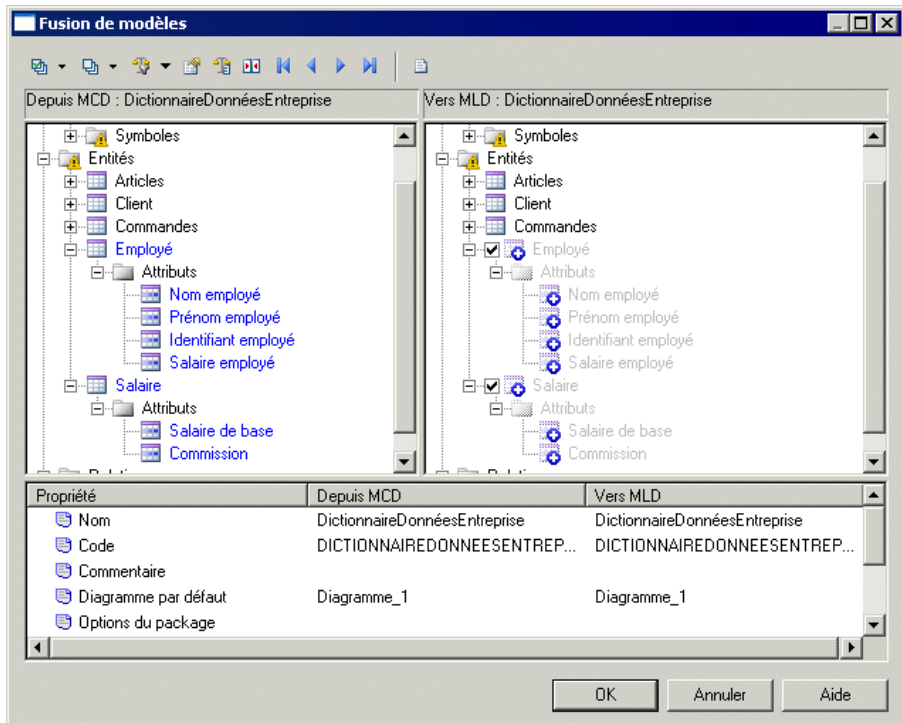 Fusion de modèles
Depuis MCD : DictionnaireDonnéesEntreprise
Vers MLD : DictionnaireDonnéesEntreprise
Symboles
Entités
Articles
Client
Commandes
Employé
Attributs
Nom employé
Prénom employé
Identifiant employé
Salaire employé
Salaire
Attributs
Salaire de base
Commission
Symboles
Entités
Articles
Client
Commandes
Employé
Attributs
Nom employé
Prénom employé
Identifiant employé
Salaire employé
Salaire
Attributs
Salaire de base
Commission
Propriété Depuis MCD Vers MLD
Nom DictionnaireDonnéesEntreprise DictionnaireDonnéesEntreprise
Code DICTIONNAIREDONNEESENTREP... DICTIONNAIREDONNEESENTREP...
Commentaire
Diagramme par défaut Diagramme_1 Diagramme_1
Options du package
OK Annuler Aide